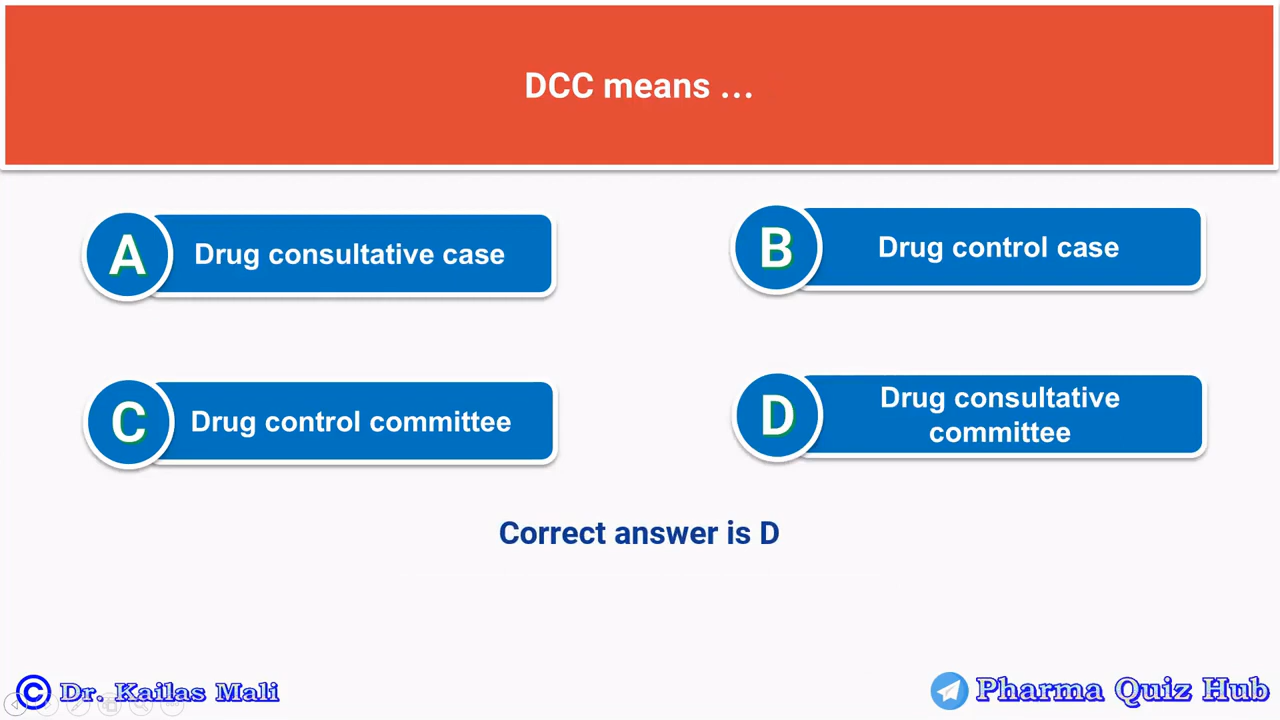 DCC means ...
A Drug consultative case
B Drug control case
C Drug control committee
D Drug consultative
committee
Correct answer is D
© Dr. Kailas Mali
Pharma Quiz Hub